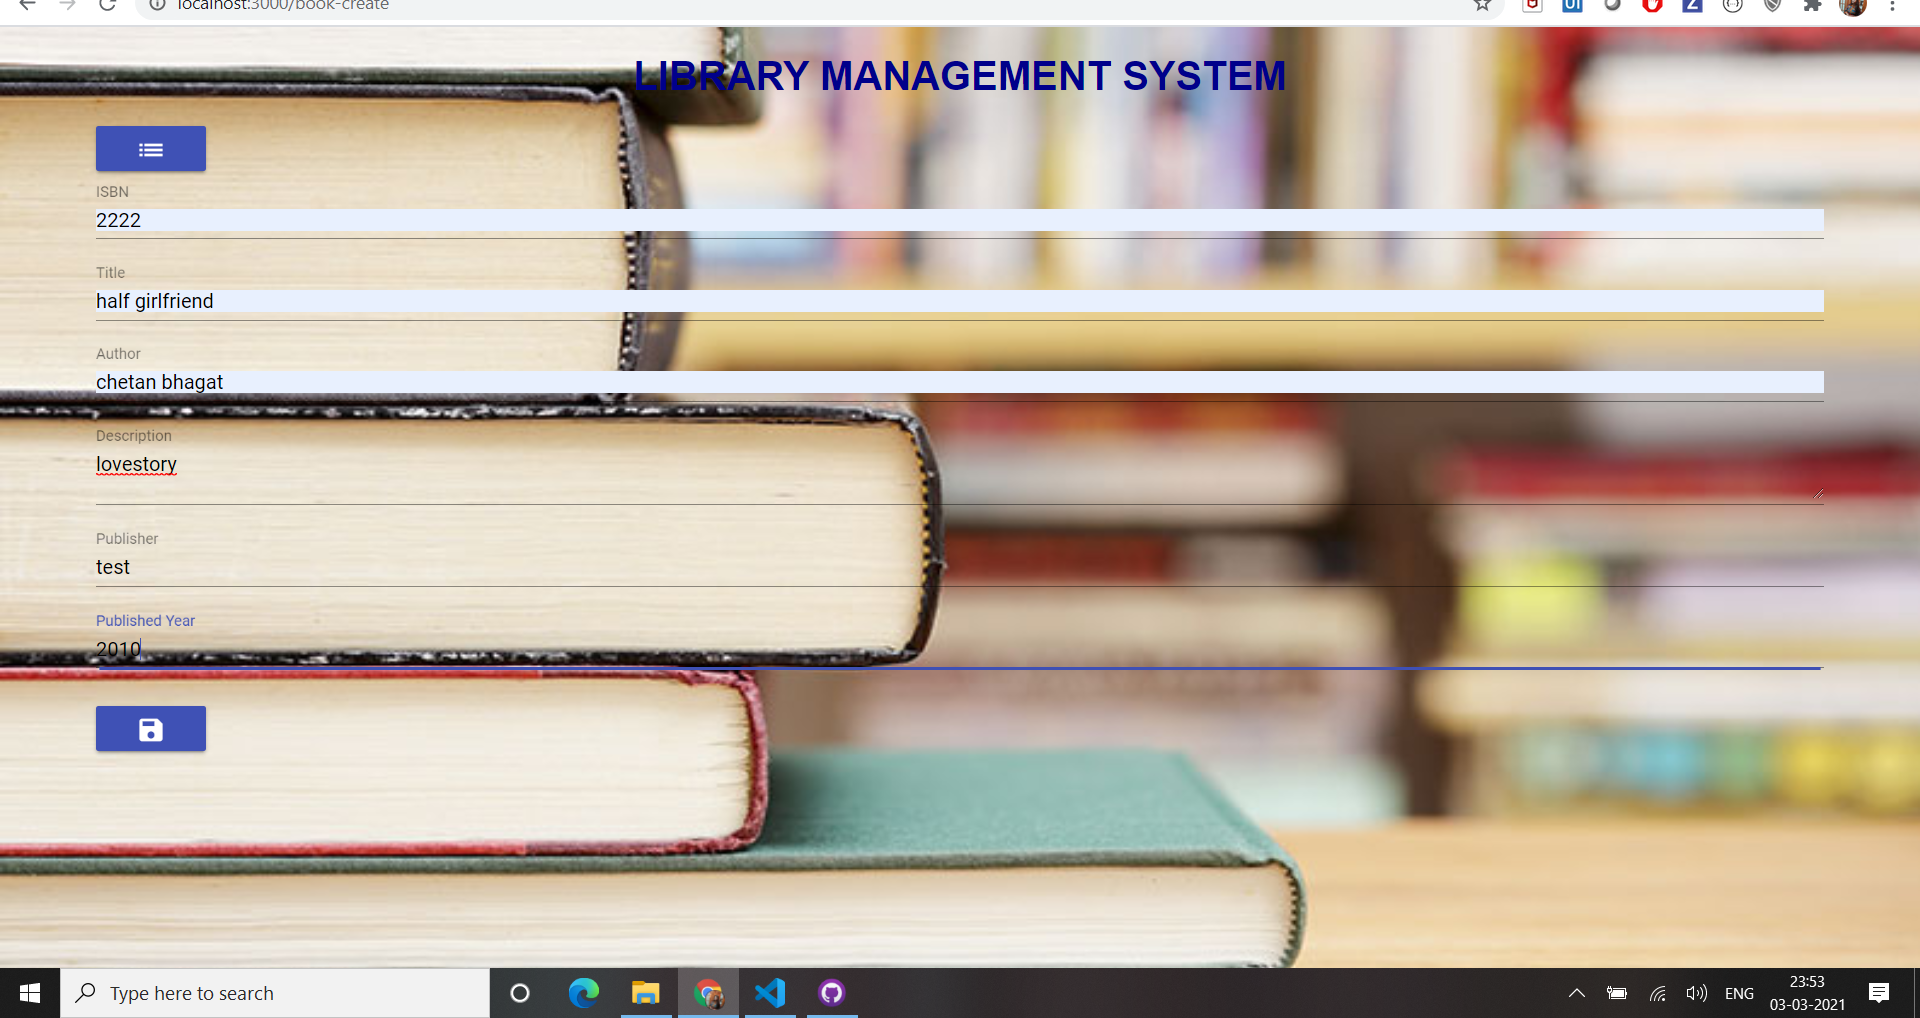 localhost:3000/book-create
LIBRARY MANAGEMENT SYSTEM
ISBN
2222
Title
half girlfriend
Author
chetan bhagat
Description
lovestory
Publisher
test
Published Year
2010
Type here to search
ENG
23:53
03-03-2021